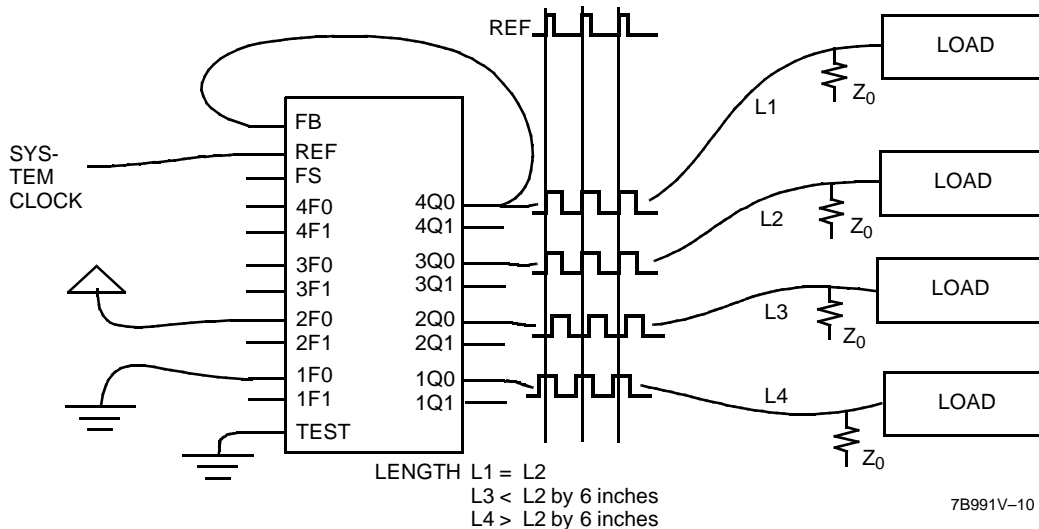 REF
LOAD
Z0
L1
FB
SYS-
TEM
CLOCK
REF
FS
4F0
4F1
3F0
3F1
2F0
2F1
1F0
1F1
TEST
4Q0
4Q1
3Q0
3Q1
2Q0
2Q1
1Q0
1Q1
LOAD
L2
Z0
LOAD
L3
Z0
LOAD
L4
Z0
LENGTH L1 = L2
L3 < L2 by 6 inches
L4 > L2 by 6 inches
7B991V–10